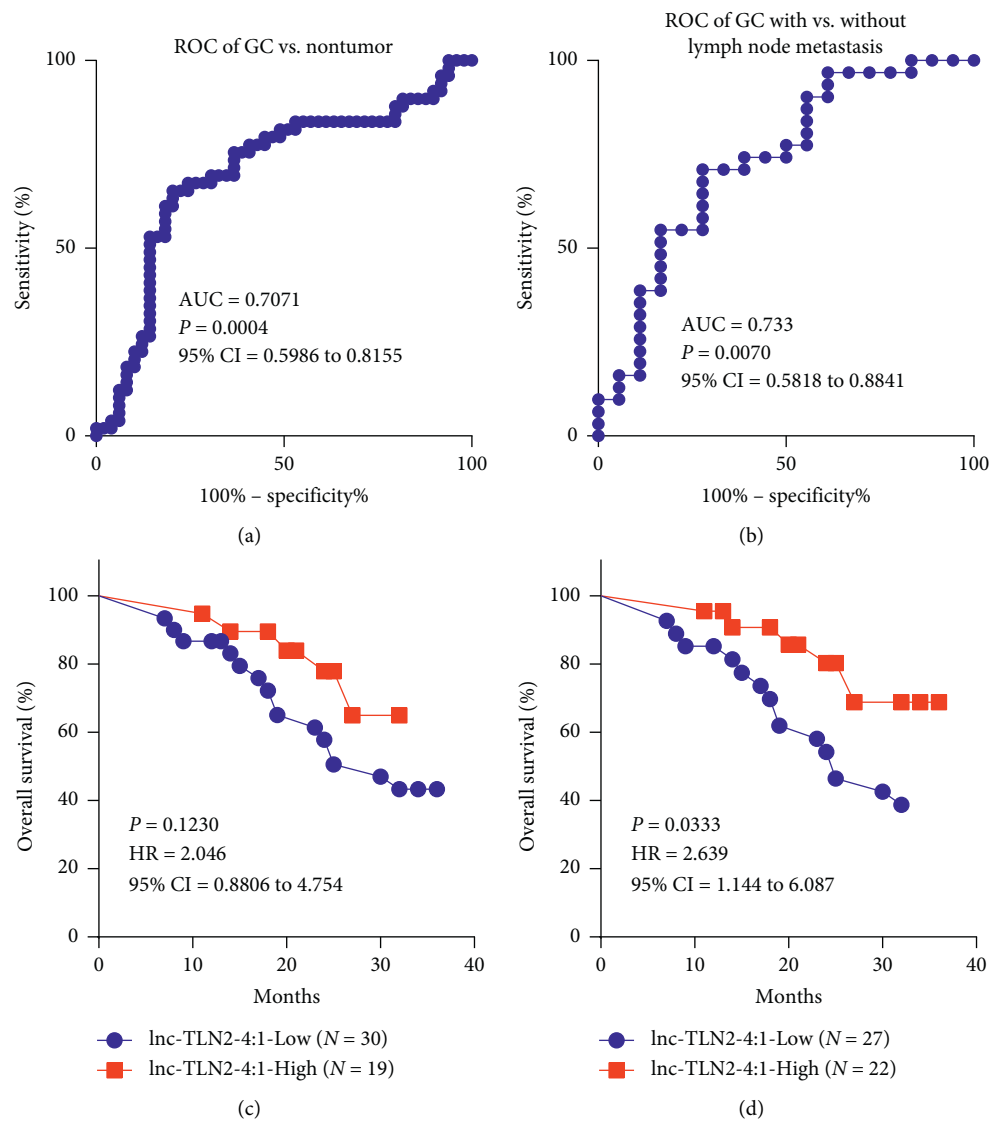 ROC of GC vs. nontumor
100
50
0
Sensitivity (%)
AUC = 0.7071
P = 0.0004
95% CI = 0.5986 to 0.8155
0 50 100
100% – specificity%
(a)
ROC of GC with vs. without
lymph node metastasis
100
50
0
Sensitivity (%)
AUC = 0.733
P = 0.0070
95% CI = 0.5818 to 0.8841
0 50 100
100% – specificity%
(b)
100
80
60
40
20
0
Overall survival (%)
P = 0.1230
HR = 2.046
95% CI = 0.8806 to 4.754
0 10 20 30 40
Months
lnc-TLN2-4:1-Low (N = 30)
lnc-TLN2-4:1-High (N = 19)
(c)
100
80
60
40
20
0
Overall survival (%)
P = 0.0333
HR = 2.639
95% CI = 1.144 to 6.087
0 10 20 30 40
Months
lnc-TLN2-4:1-Low (N = 27)
lnc-TLN2-4:1-High (N = 22)
(d)